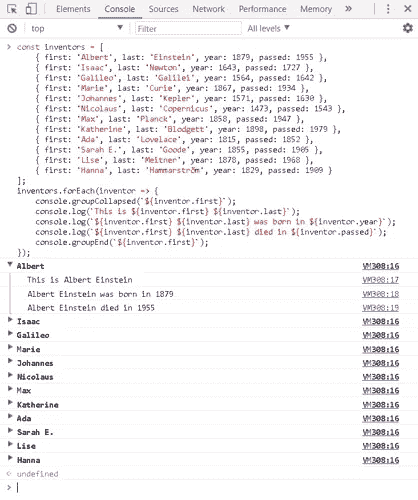 Elements Console Sources Network Performance Memory »
top Filter All levels
const inventors = [
{ first: 'Albert', last: 'Einstein', year: 1879, passed: 1955 },
{ first: 'Isaac', last: 'Newton', year: 1643, passed: 1727 },
{ first: 'Galileo', last: 'Galilei', year: 1564, passed: 1642 },
{ first: 'Marie', last: 'Curie', year: 1867, passed: 1934 },
{ first: 'Johannes', last: 'Kepler', year: 1571, passed: 1630 },
{ first: 'Nicolaus', last: 'Copernicus', year: 1473, passed: 1543 },
{ first: 'Max', last: 'Planck', year: 1858, passed: 1947 },
{ first: 'Katherine', last: 'Blodgett', year: 1898, passed: 1979 },
{ first: 'Ada', last: 'Lovelace', year: 1815, passed: 1852 },
{ first: 'Sarah E.', last: 'Goode', year: 1855, passed: 1905 },
{ first: 'Lise', last: 'Meitner', year: 1878, passed: 1968 },
{ first: 'Hanna', last: 'Hammarström', year: 1829, passed: 1909 }
];
inventors.forEach(inventor => {
console.groupCollapsed(`${inventor.first}`);
console.log(`This is ${inventor.first} ${inventor.last}`);
console.log(`${inventor.first} ${inventor.last} was born in ${inventor.year}`);
console.log(`${inventor.first} ${inventor.last} died in ${inventor.passed}`);
console.groupEnd(`${inventor.first}`);
});
Albert VM308:16
This is Albert Einstein VM308:17
Albert Einstein was born in 1879 VM308:18
Albert Einstein died in 1955 VM308:19
Isaac VM308:16
Galileo VM308:16
Marie VM308:16
Johannes VM308:16
Nicolaus VM308:16
Max VM308:16
Katherine VM308:16
Ada VM308:16
Sarah E. VM308:16
Lise VM308:16
Hanna VM308:16
undefined